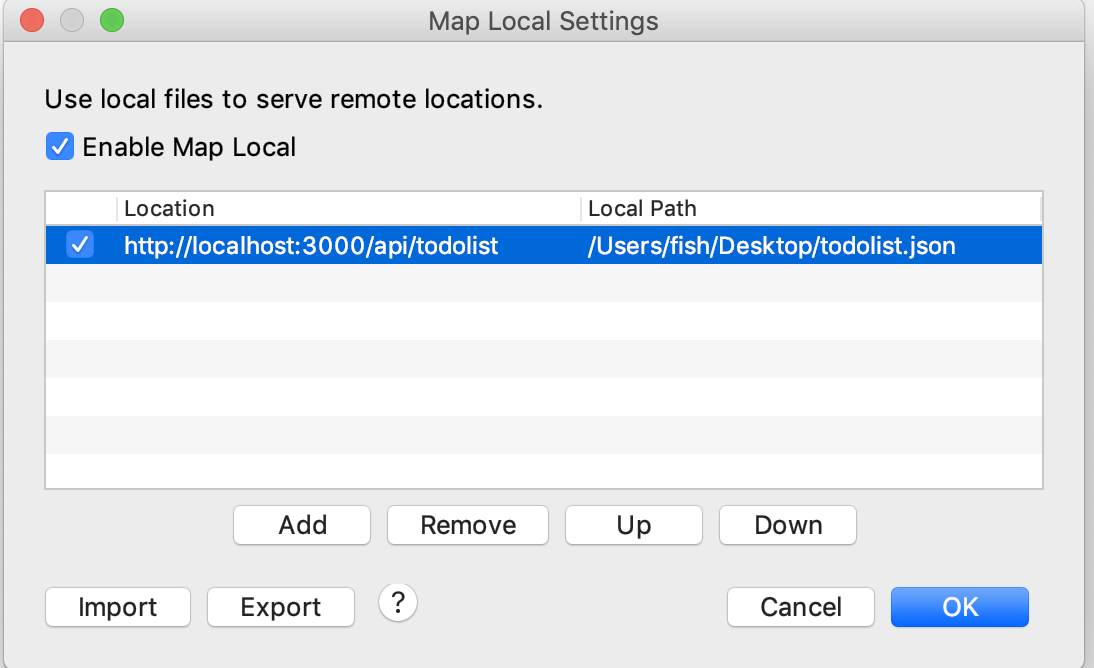 Map Local Settings
Use local files to serve remote locations.
Enable Map Local
Location Local Path
http://localhost:3000/api/todolist /Users/fish/Desktop/todolist.json
Add Remove Up Down
Import Export ? Cancel OK